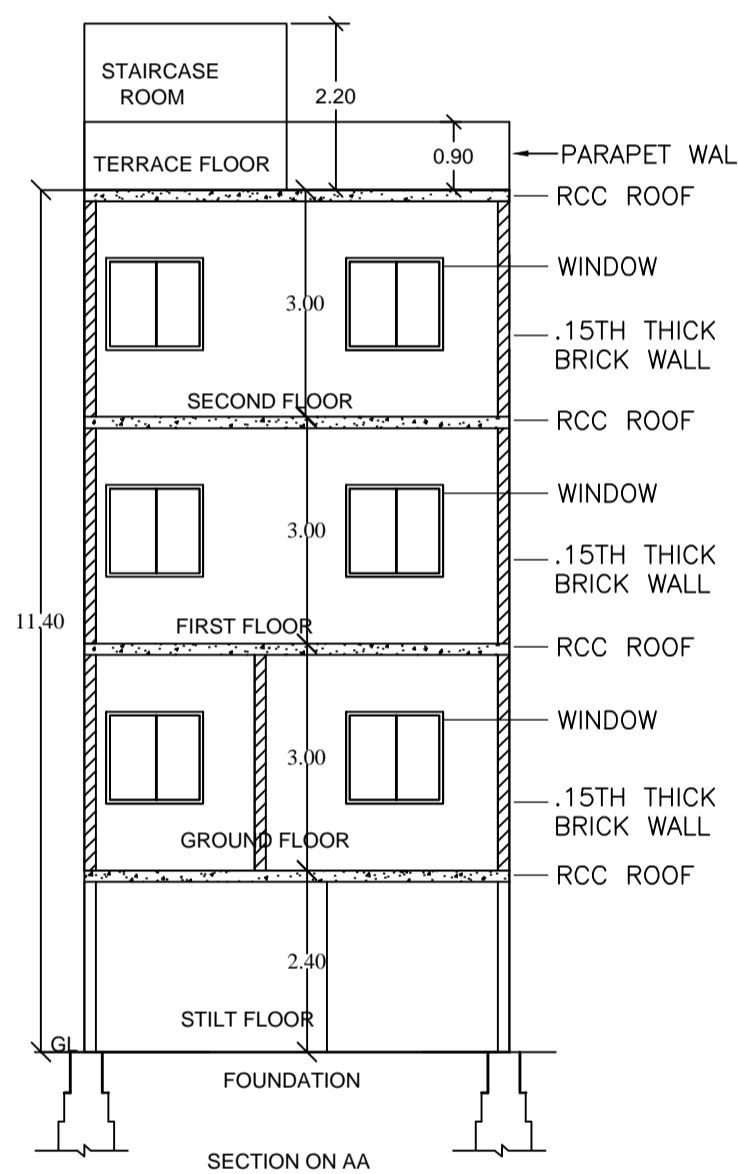 STAIRCASE
ROOM
2.20
0.90
PARAPET WAL
TERRACE FLOOR
RCC ROOF
WINDOW
3.00
.15TH THICK
BRICK WALL
SECOND FLOOR
RCC ROOF
WINDOW
3.00
.15TH THICK
BRICK WALL
11.40
FIRST FLOOR
RCC ROOF
WINDOW
3.00
.15TH THICK
BRICK WALL
GROUND FLOOR
RCC ROOF
2.40
STILT FLOOR
GL
FOUNDATION
SECTION ON AA